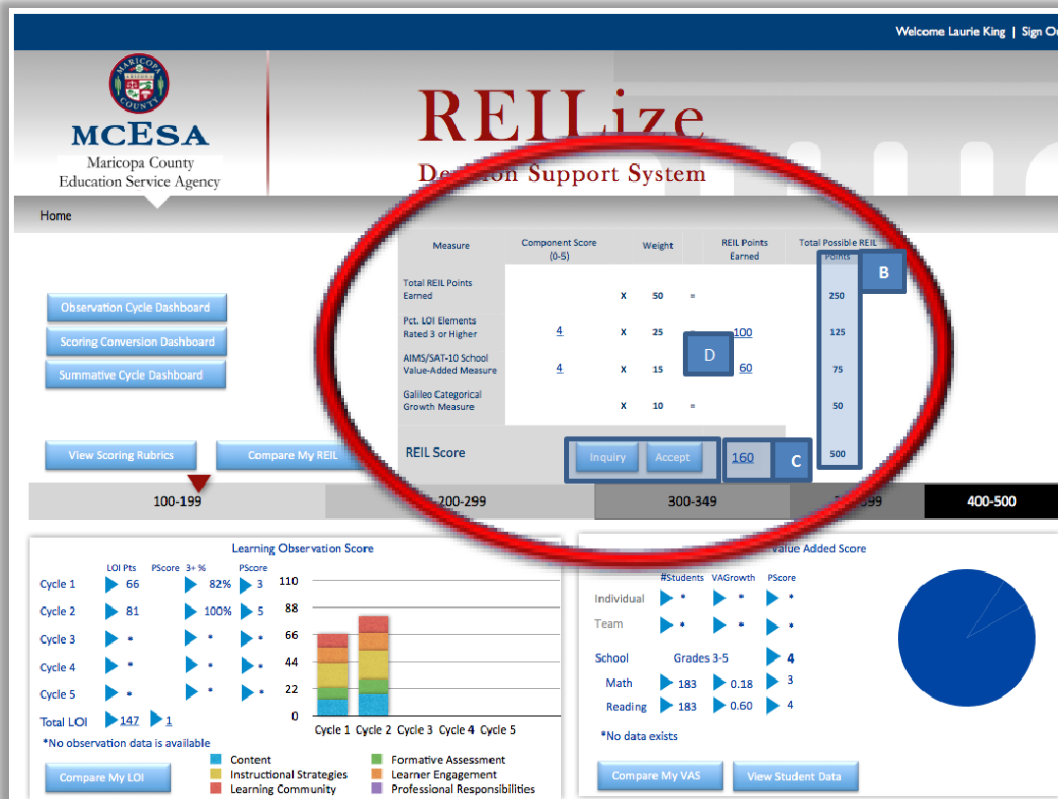 Welcome Laurie King | Sign Ou
MARICOPA
COUNTY
MCESA
Maricopa County
Education Service Agency
REILize
Support System
Home
Measure Component Score (0-5) Weight REIL Points Earned Total Possible REIL Points
B
Total REIL Points Earned X 50 = 250
Pct. LOI Elements Rated 3 or Higher 4 X 25 100 125
D
AIMS/SAT-10 School Value-Added Measure 4 X 15 60 75
Galileo Categorical Growth Measure X 10 = 50
REIL Score Inquiry Accept 160 C 500
Observation Cycle Dashboard
Scoring Conversion Dashboard
Summative Cycle Dashboard
View Scoring Rubrics Compare My REIL
100-199 200-299 300-349 400-500
Learning Observation Score
LOI Pts PScore 3+ % PScore
Cycle 1 66 82% 3
Cycle 2 81 100% 5
Cycle 3 * * *
Cycle 4 * * *
Cycle 5 * * *
Total LOI 147 1
*No observation data is available
Compare My LOI
110
88
66
44
22
0
Cycle 1 Cycle 2 Cycle 3 Cycle 4 Cycle 5
Content Formative Assessment
Instructional Strategies Learner Engagement
Learning Community Professional Responsibilities
Value Added Score
#Students VAGrowth PScore
Individual * * *
Team * * *
School Grades 3-5 4
Math 183 0.18 3
Reading 183 0.60 4
*No data exists
Compare My VAS View Student Data